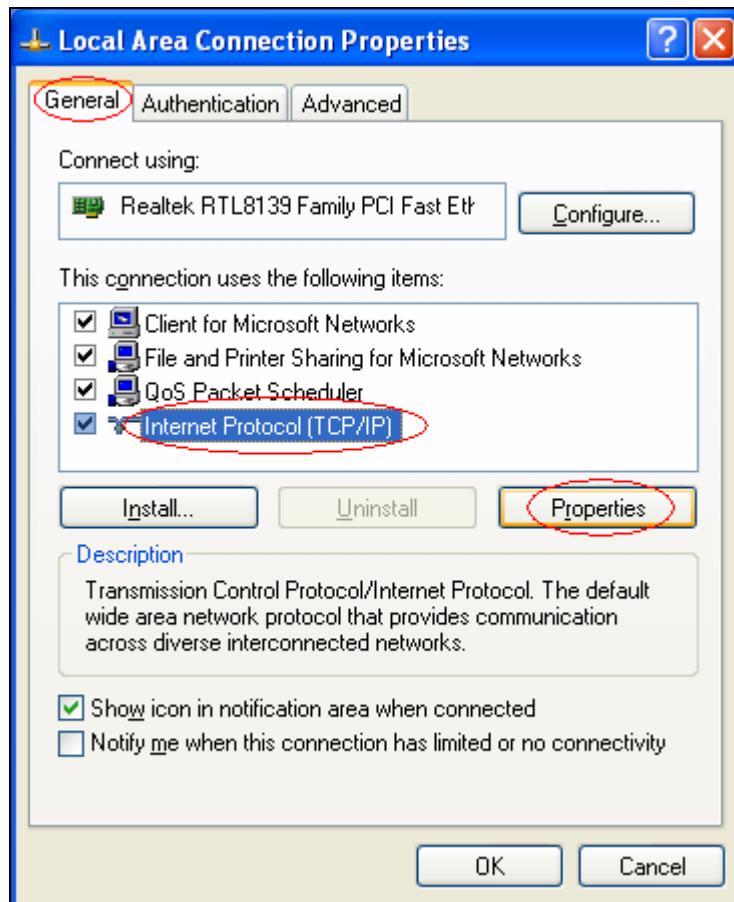 Local Area Connection Properties
General Authentication Advanced
Connect using:
Realtek RTL8139 Family PCI Fast Eth
Configure...
This connection uses the following items:
Client for Microsoft Networks
File and Printer Sharing for Microsoft Networks
QoS Packet Scheduler
Internet Protocol (TCP/IP)
Install... Uninstall Properties
Description
Transmission Control Protocol/Internet Protocol. The default
wide area network protocol that provides communication
across diverse interconnected networks.
Show icon in notification area when connected
Notify me when this connection has limited or no connectivity
OK Cancel